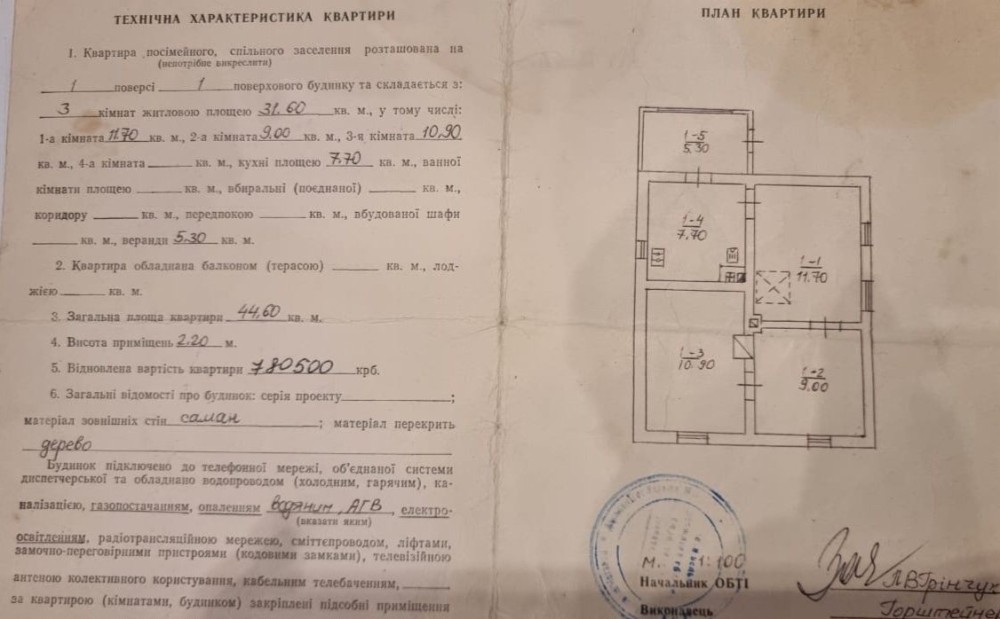 ТЕХНІЧНА ХАРАКТЕРИСТИКА КВАРТИРИ
1. Квартира посімейного, спільного заселення розташована на
(непотрібне викреслити)
1 поверсі 1 поверхового будинку та складається з:
3 кімнат житловою площею 31.60 кв. м., у тому числі:
1-а кімната 11.70 кв. м., 2-а кімната 9.00 кв. м., 3-я кімната 10.90
кв. м., 4-а кімната кв. м., кухні площею 7.70 кв. м., ванної
кімнати площею кв. м., вбиральні (поєднаної) кв. м.,
коридору кв. м., передпокою кв. м., вбудованої шафи
кв. м., веранди 5.30 кв. м.
2. Квартира обладнана балконом (терасою) кв. м., лод-
жією кв. м.
3. Загальна площа квартири 44,60 кв. м.
4. Висота приміщень 2.20 м.
5. Відновлена вартість квартири 780500 крб.
6. Загальні відомості про будинок: серія проекту ;
матеріал зовнішніх стін саман ; матеріал перекрить
дерево
Будинок підключено до телефонної мережі, об'єднаної системи
диспетчерської та обладнано водопроводом (холодним, гарячим), ка-
налізацією, газопостачанням, опаленням водяним, АГВ, електро-
(вказати яким)
освітленням, радіотрансляційною мережею, сміттєпроводом, ліфтами,
замочно-переговорними пристроями (кодовими замками), телевізійною
антеною колективного користування, кабельним телебаченням,
за квартирою (кімнатами, будинком) закріплені підсобні приміщення
ПЛАН КВАРТИРИ
1-5
5.30
1-4
7.70
1-1
11.70
1-3
10.90
1-2
9.00
М. 1:100
Начальник ОБТІ
Виконавець